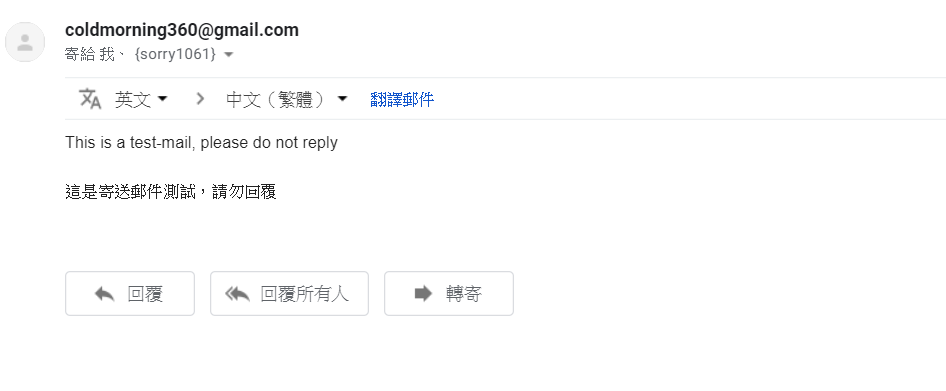 coldmorning360@gmail.com
寄給 我、 {sorry1061}
英文 中文（繁體） 翻譯郵件
This is a test-mail, please do not reply
這是寄送郵件測試，請勿回覆
回覆 回覆所有人 轉寄